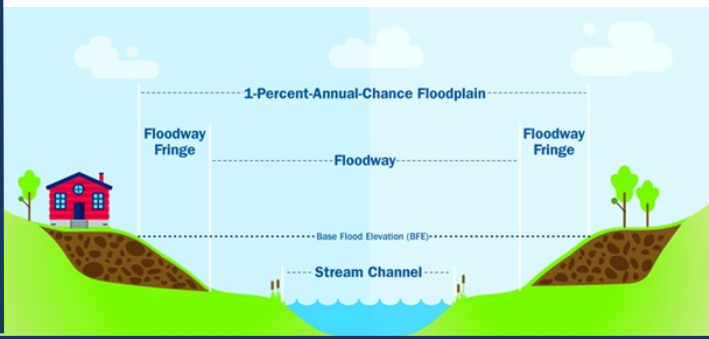 1-Percent-Annual-Chance Floodplain
Floodway
Fringe
Floodway
Fringe
Floodway
Base Flood Elevation (BFE)
Stream Channel